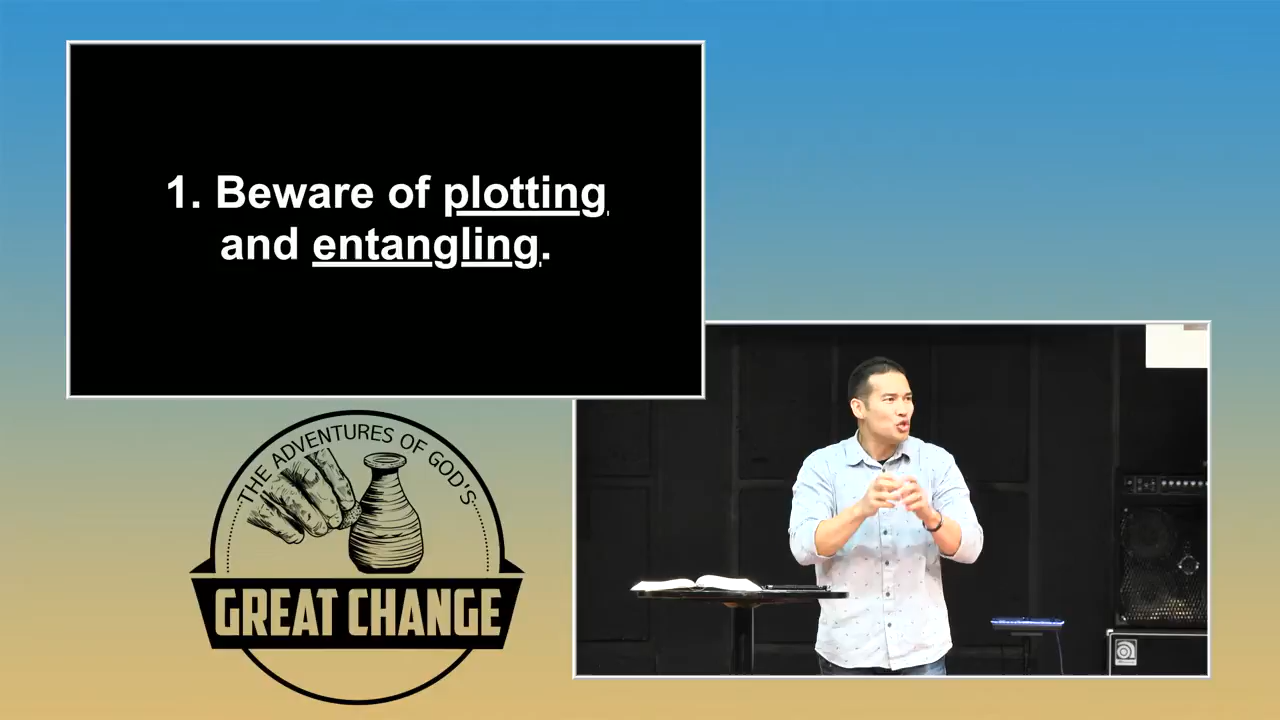 1. Beware of plotting
and entangling.
THE ADVENTURES OF GOD'S
GREAT CHANGE